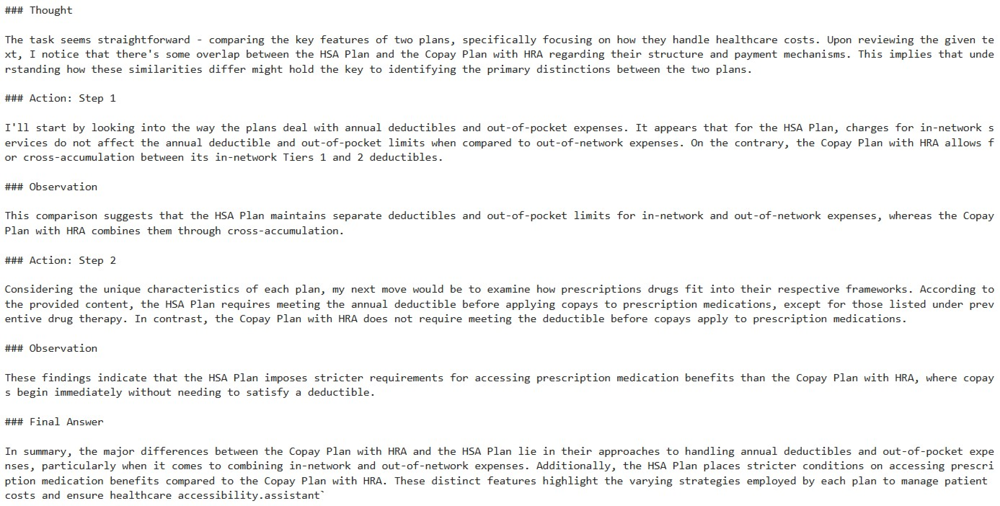 ### Thought
The task seems straightforward - comparing the key features of two plans, specifically focusing on how they handle healthcare costs. Upon reviewing the given te
xt, I notice that there's some overlap between the HSA Plan and the Copay Plan with HRA regarding their structure and payment mechanisms. This implies that unde
rstanding how these similarities differ might hold the key to identifying the primary distinctions between the two plans.
### Action: Step 1
I'll start by looking into the way the plans deal with annual deductibles and out-of-pocket expenses. It appears that for the HSA Plan, charges for in-network s
ervices do not affect the annual deductible and out-of-pocket limits when compared to out-of-network expenses. On the contrary, the Copay Plan with HRA allows f
or cross-accumulation between its in-network Tiers 1 and 2 deductibles.
### Observation
This comparison suggests that the HSA Plan maintains separate deductibles and out-of-pocket limits for in-network and out-of-network expenses, whereas the Copay
Plan with HRA combines them through cross-accumulation.
### Action: Step 2
Considering the unique characteristics of each plan, my next move would be to examine how prescriptions drugs fit into their respective frameworks. According to
the provided content, the HSA Plan requires meeting the annual deductible before applying copays to prescription medications, except for those listed under prev
entive drug therapy. In contrast, the Copay Plan with HRA does not require meeting the deductible before copays apply to prescription medications.
### Observation
These findings indicate that the HSA Plan imposes stricter requirements for accessing prescription medication benefits than the Copay Plan with HRA, where copay
s begin immediately without needing to satisfy a deductible.
### Final Answer
In summary, the major differences between the Copay Plan with HRA and the HSA Plan lie in their approaches to handling annual deductibles and out-of-pocket expe
nses, particularly when it comes to combining in-network and out-of-network expenses. Additionally, the HSA Plan places stricter conditions on accessing prescri
ption medication benefits compared to the Copay Plan with HRA. These distinct features highlight the varying strategies employed by each plan to manage patient
costs and ensure healthcare accessibility.assistant`